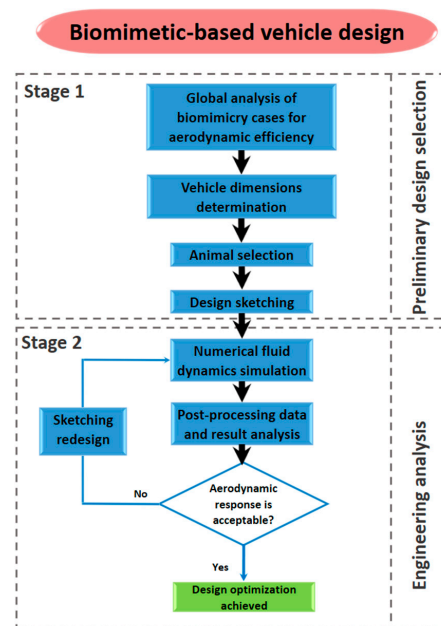 Biomimetic-based vehicle design
Stage 1
Global analysis of
biomimicry cases for
aerodynamic efficiency
Vehicle dimensions
determination
Animal selection
Design sketching
Preliminary design selection
Stage 2
Numerical fluid
dynamics simulation
Post-processing data
and result analysis
Sketching
redesign
Aerodynamic
response is
acceptable?
No
Yes
Design optimization
achieved
Engineering analysis